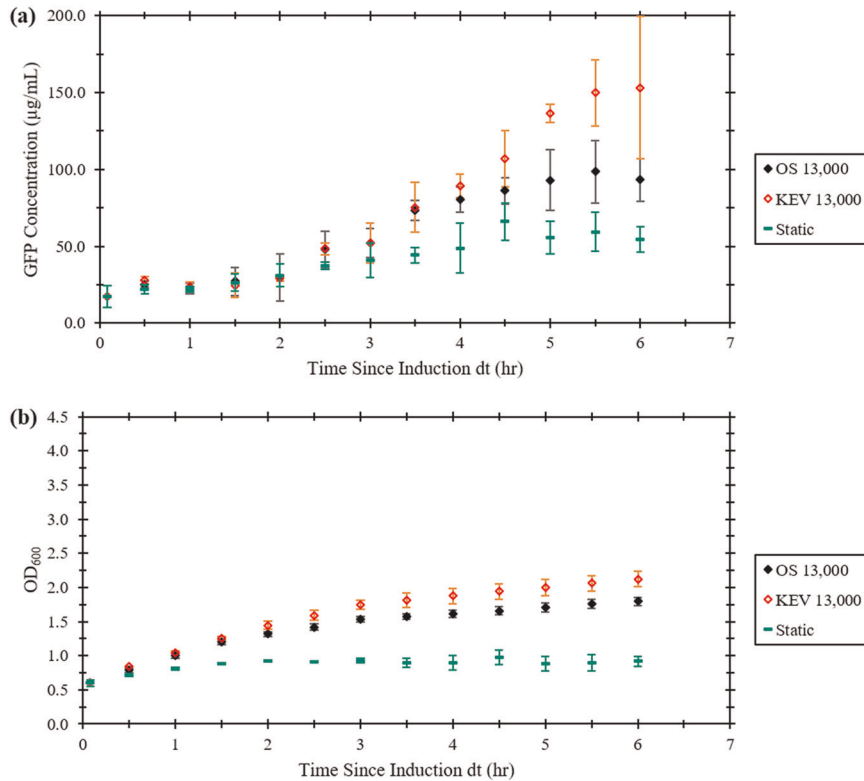 (a)
200.0
150.0
100.0
50.0
0.0
GFP Concentration (µg/mL)
0 1 2 3 4 5 6 7
Time Since Induction dt (hr)
OS 13,000
KEV 13,000
Static
(b)
4.5
4.0
3.5
3.0
2.5
2.0
1.5
1.0
0.5
0.0
OD600
0 1 2 3 4 5 6 7
Time Since Induction dt (hr)
OS 13,000
KEV 13,000
Static